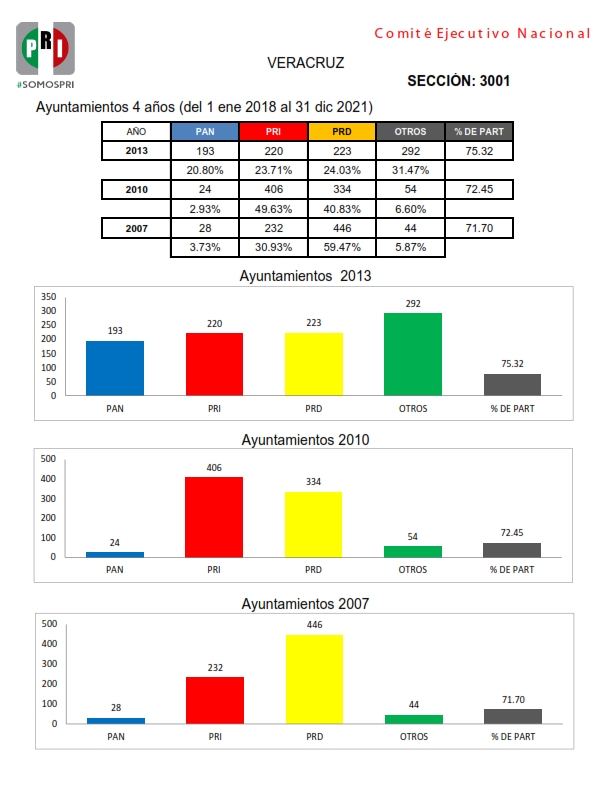 Comité Ejecutivo Nacional
PRI
#SOMOSPRI
VERACRUZ
SECCIÓN: 3001
Ayuntamientos 4 años (del 1 ene 2018 al 31 dic 2021)
AÑO PAN PRI PRD OTROS % DE PART
2013 193 220 223 292 75.32
20.80% 23.71% 24.03% 31.47%
2010 24 406 334 54 72.45
2.93% 49.63% 40.83% 6.60%
2007 28 232 446 44 71.70
3.73% 30.93% 59.47% 5.87%
Ayuntamientos 2013
350
300
250
200
150
100
50
0
193 220 223 292 75.32
PAN PRI PRD OTROS % DE PART
Ayuntamientos 2010
500
400
300
200
100
0
24 406 334 54 72.45
PAN PRI PRD OTROS % DE PART
Ayuntamientos 2007
500
400
300
200
100
0
28 232 446 44 71.70
PAN PRI PRD OTROS % DE PART